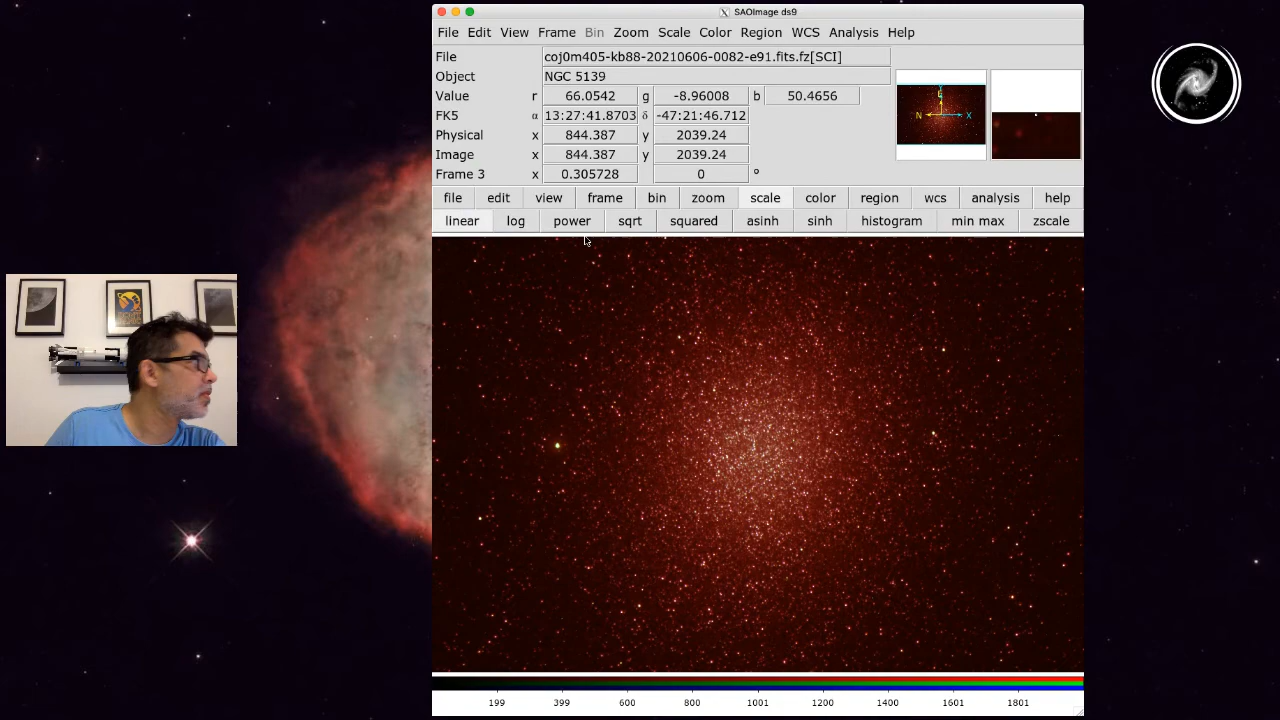 SAOImage ds9
File Edit View Frame Bin Zoom Scale Color Region WCS Analysis Help
File coj0m405-kb88-20210606-0082-e91.fits.fz[SCI]
Object NGC 5139
Value r 66.0542 g -8.96008 b 50.4656
FK5 α 13:27:41.8703 δ -47:21:46.712
Physical x 844.387 y 2039.24
Image x 844.387 y 2039.24
Frame 3 x 0.305728 0 °
N E Y X
file edit view frame bin zoom scale color region wcs analysis help
linear log power sqrt squared asinh sinh histogram min max zscale
199 399 600 800 1001 1200 1400 1601 1801